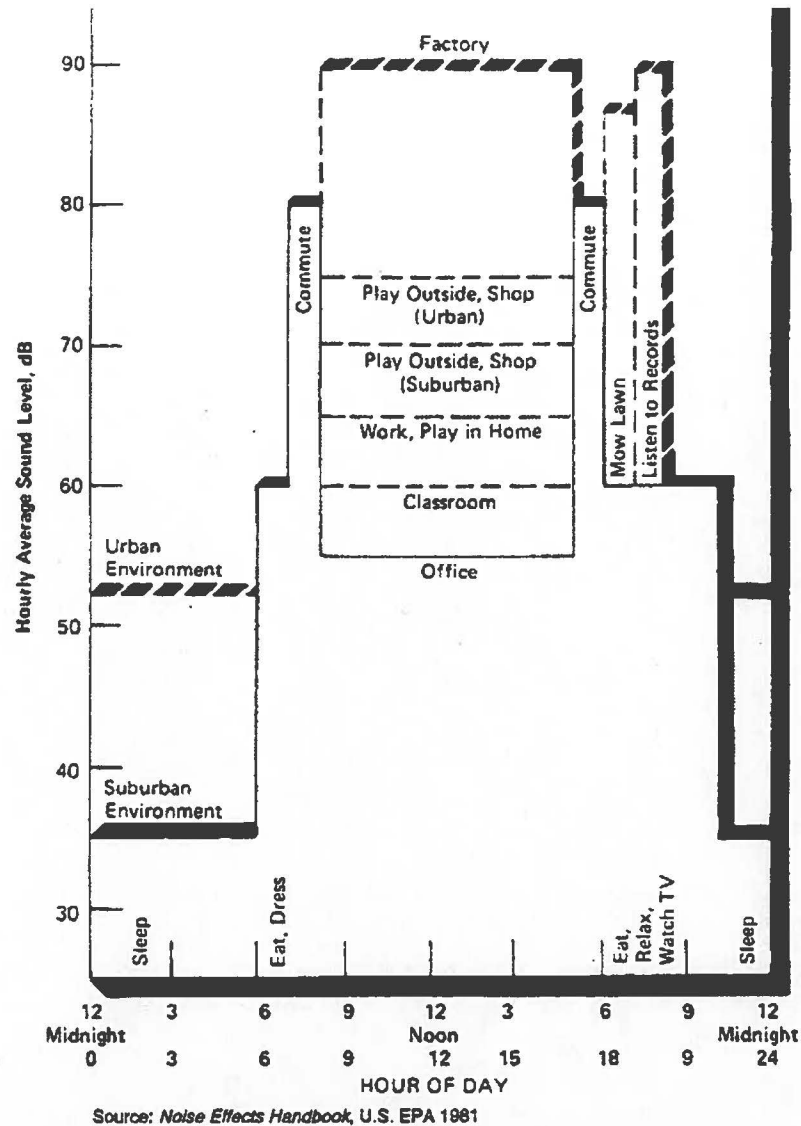 Factory
90
80
Commute
Commute
Play Outside, Shop
(Urban)
70
Play Outside, Shop
(Suburban)
Mow Lawn
Listen to Records
Work, Play in Home
60
Classroom
Urban
Environment
Office
50
40
Suburban
Environment
30
Hourly Average Sound Level, dB
Sleep
Eat, Dress
Eat,
Relax,
Watch TV
Sleep
12 3 6 9 12 3 6 9 12
Midnight Noon Midnight
0 3 6 9 12 15 18 9 24
HOUR OF DAY
Source: Noise Effects Handbook, U.S. EPA 1981